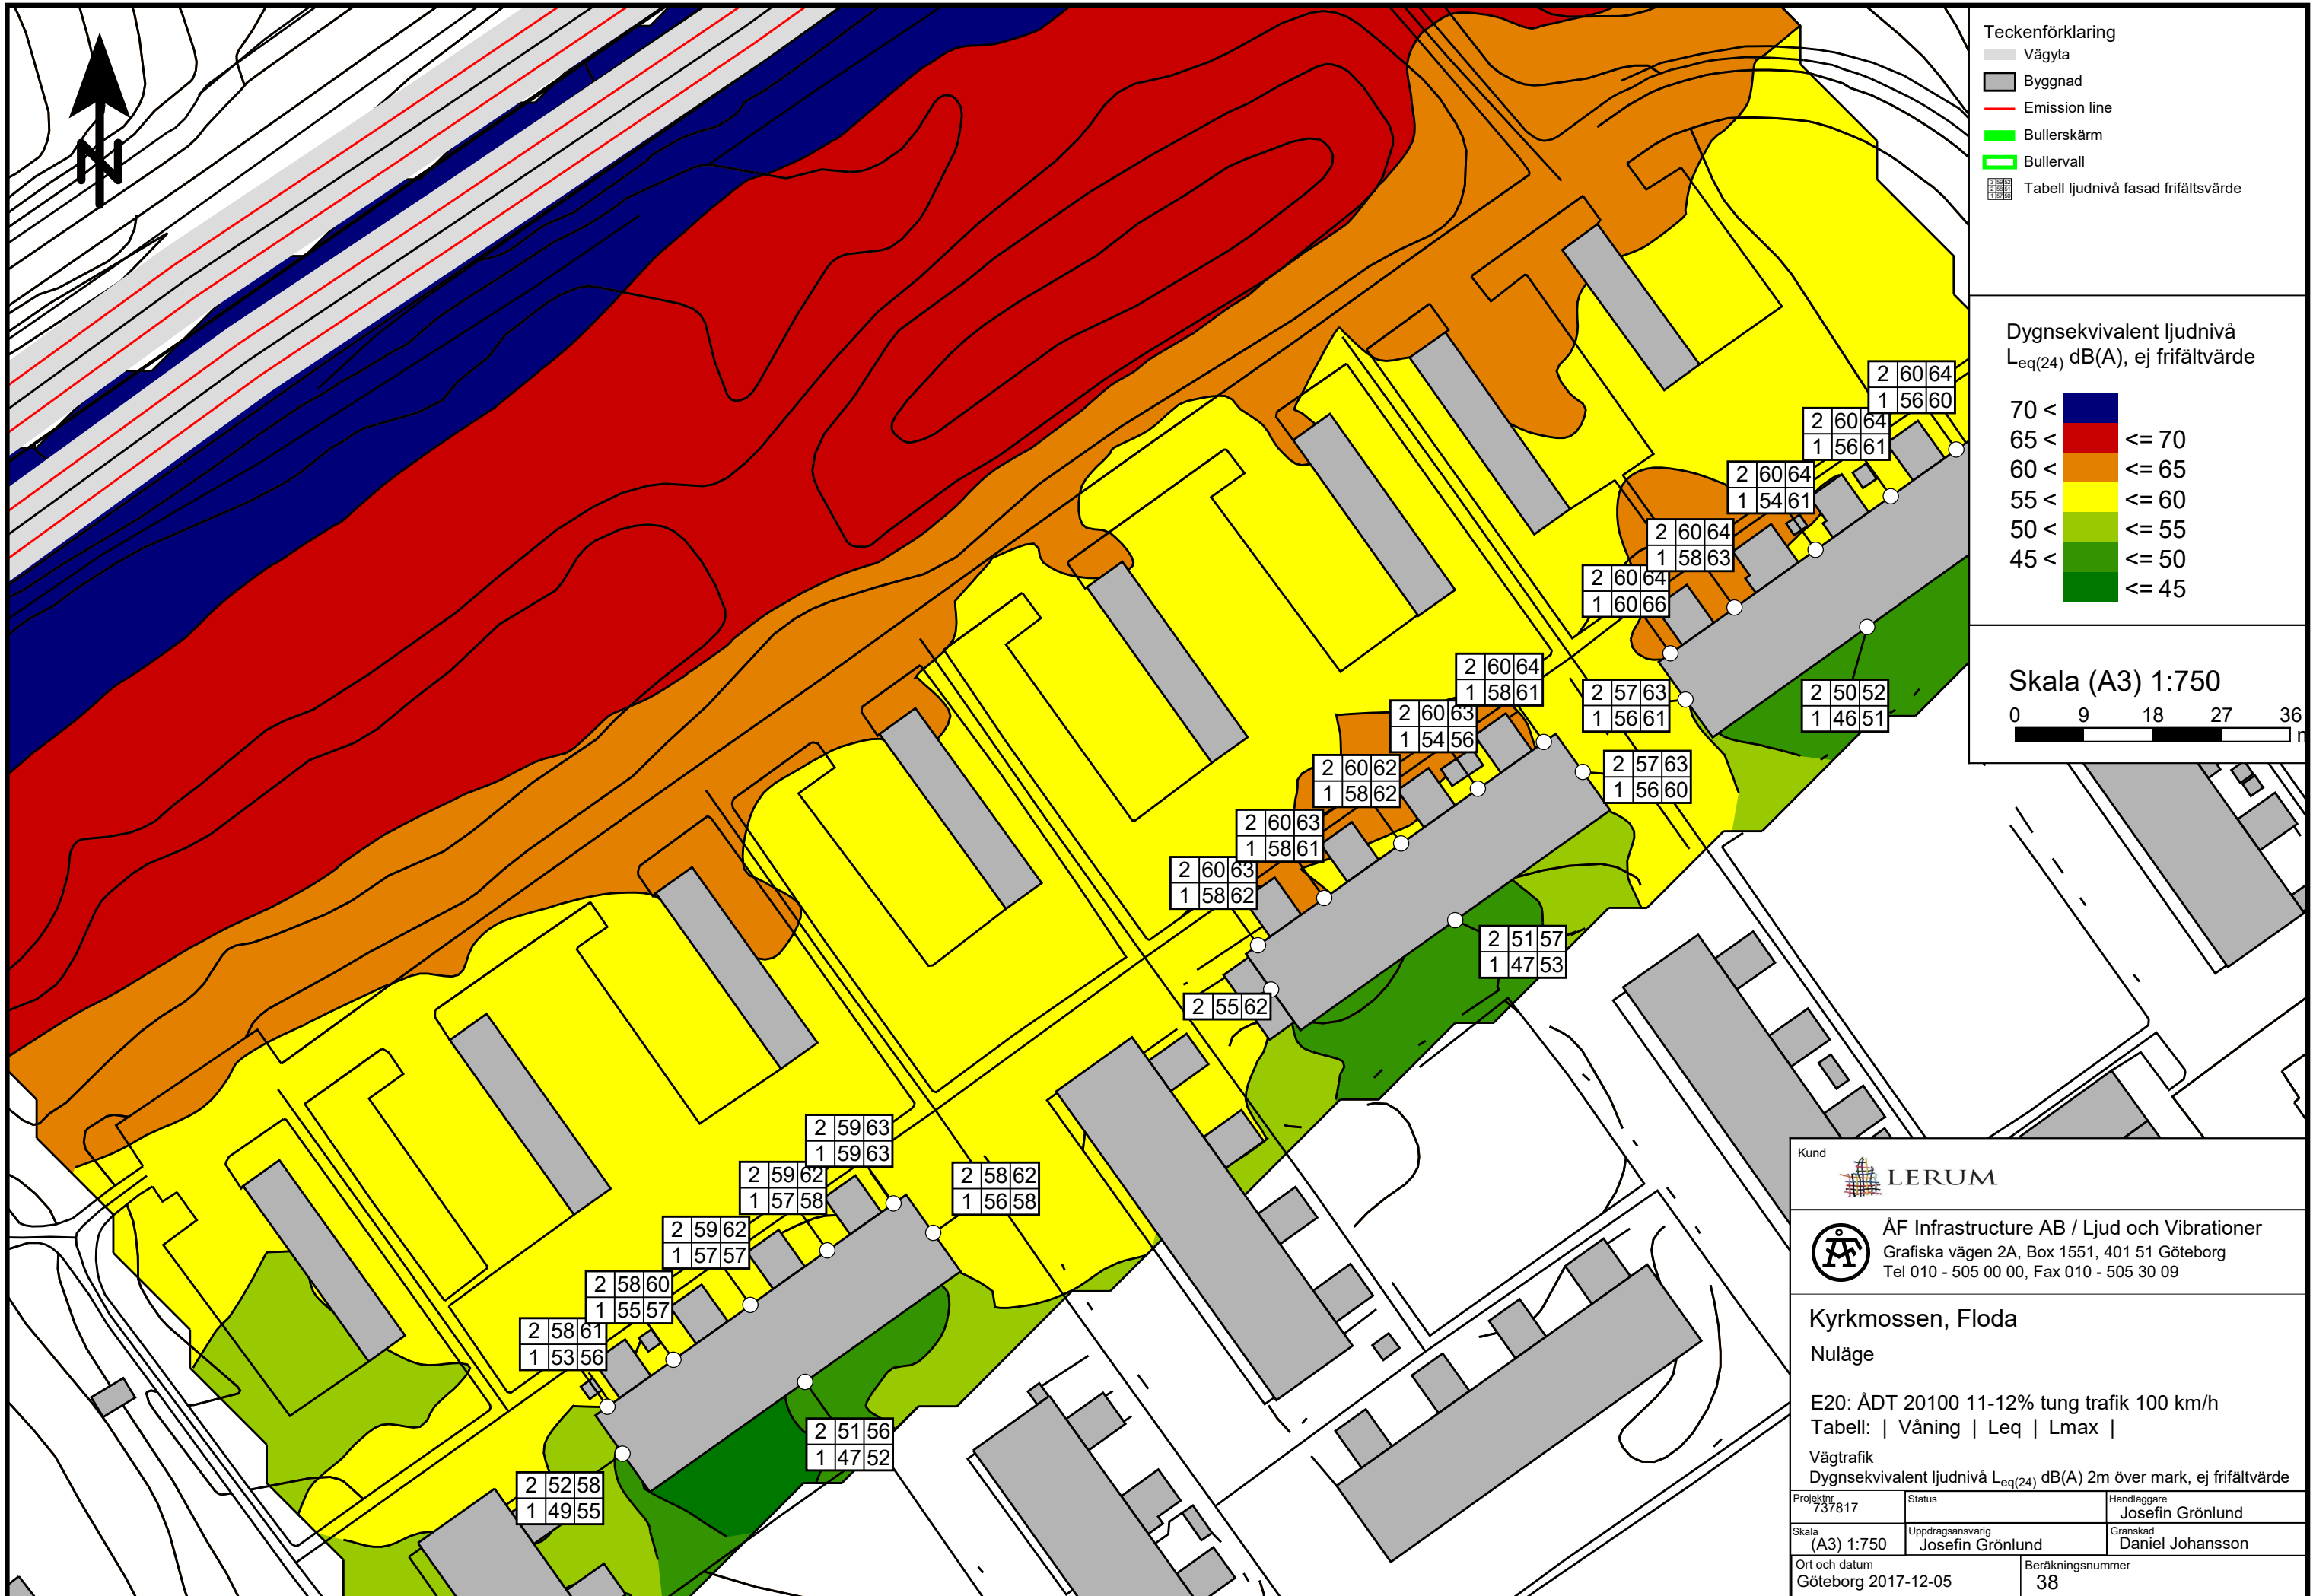 N
Teckenförklaring
Vägyta
Byggnad
Emission line
Bullerskärm
Bullervall
Tabell ljudnivå fasad frifältsvärde
Dygnsekvivalent ljudnivå
Leq(24) dB(A), ej frifältvärde
70 <
65 < <= 70
60 < <= 65
55 < <= 60
50 < <= 55
45 < <= 50
<= 45
Skala (A3) 1:750
0 9 18 27 36
2 60 64
1 56 60
2 60 64
1 56 61
2 60 64
1 54 61
2 60 64
1 58 63
2 60 64
1 60 66
2 60 64
1 58 61
2 57 63
1 56 61
2 50 52
1 46 51
2 60 63
1 54 56
2 57 63
1 56 60
2 60 62
1 58 62
2 60 63
1 58 61
2 60 63
1 58 62
2 51 57
1 47 53
2 55 62
2 59 63
1 59 63
2 59 62
1 57 58
2 58 62
1 56 58
2 59 62
1 57 57
2 58 60
1 55 57
2 58 61
1 53 56
2 51 56
1 47 52
2 52 58
1 49 55
Kund
LERUM
ÅF
ÅF Infrastructure AB / Ljud och Vibrationer
Grafiska vägen 2A, Box 1551, 401 51 Göteborg
Tel 010 - 505 00 00, Fax 010 - 505 30 09
Kyrkmossen, Floda
Nuläge
E20: ÅDT 20100 11-12% tung trafik 100 km/h
Tabell: | Våning | Leq | Lmax |
Vägtrafik
Dygnsekvivalent ljudnivå Leq(24) dB(A) 2m över mark, ej frifältvärde
Projektnr
737817
Status
Handläggare
Josefin Grönlund
Skala
(A3) 1:750
Uppdragsansvarig
Josefin Grönlund
Granskad
Daniel Johansson
Ort och datum
Göteborg 2017-12-05
Beräkningsnummer
38